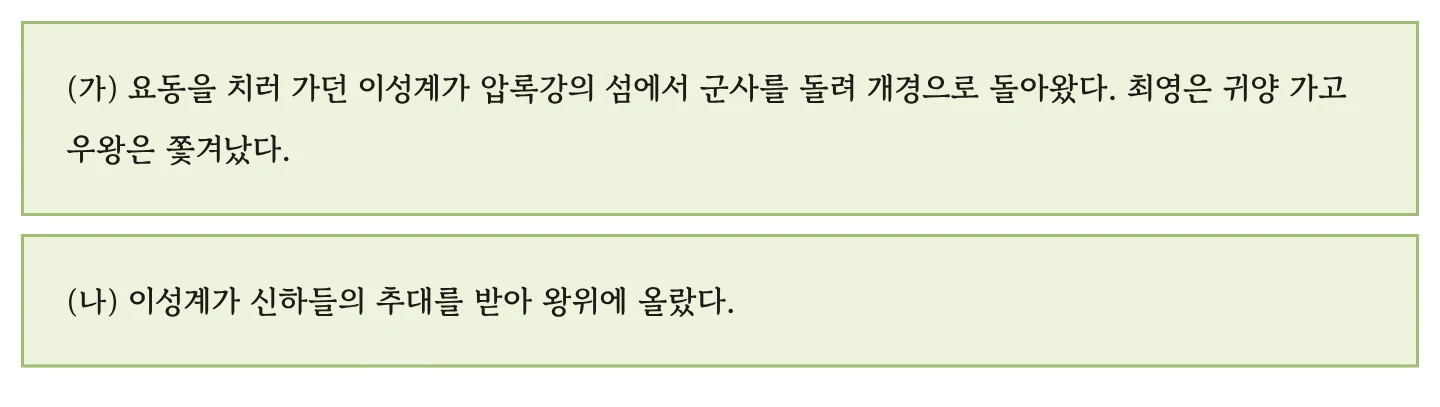 (가) 요동을 치러 가던 이성계가 압록강의 섬에서 군사를 돌려 개경으로 돌아왔다. 최영은 귀양 가고
우왕은 쫓겨났다.
(나) 이성계가 신하들의 추대를 받아 왕위에 올랐다.